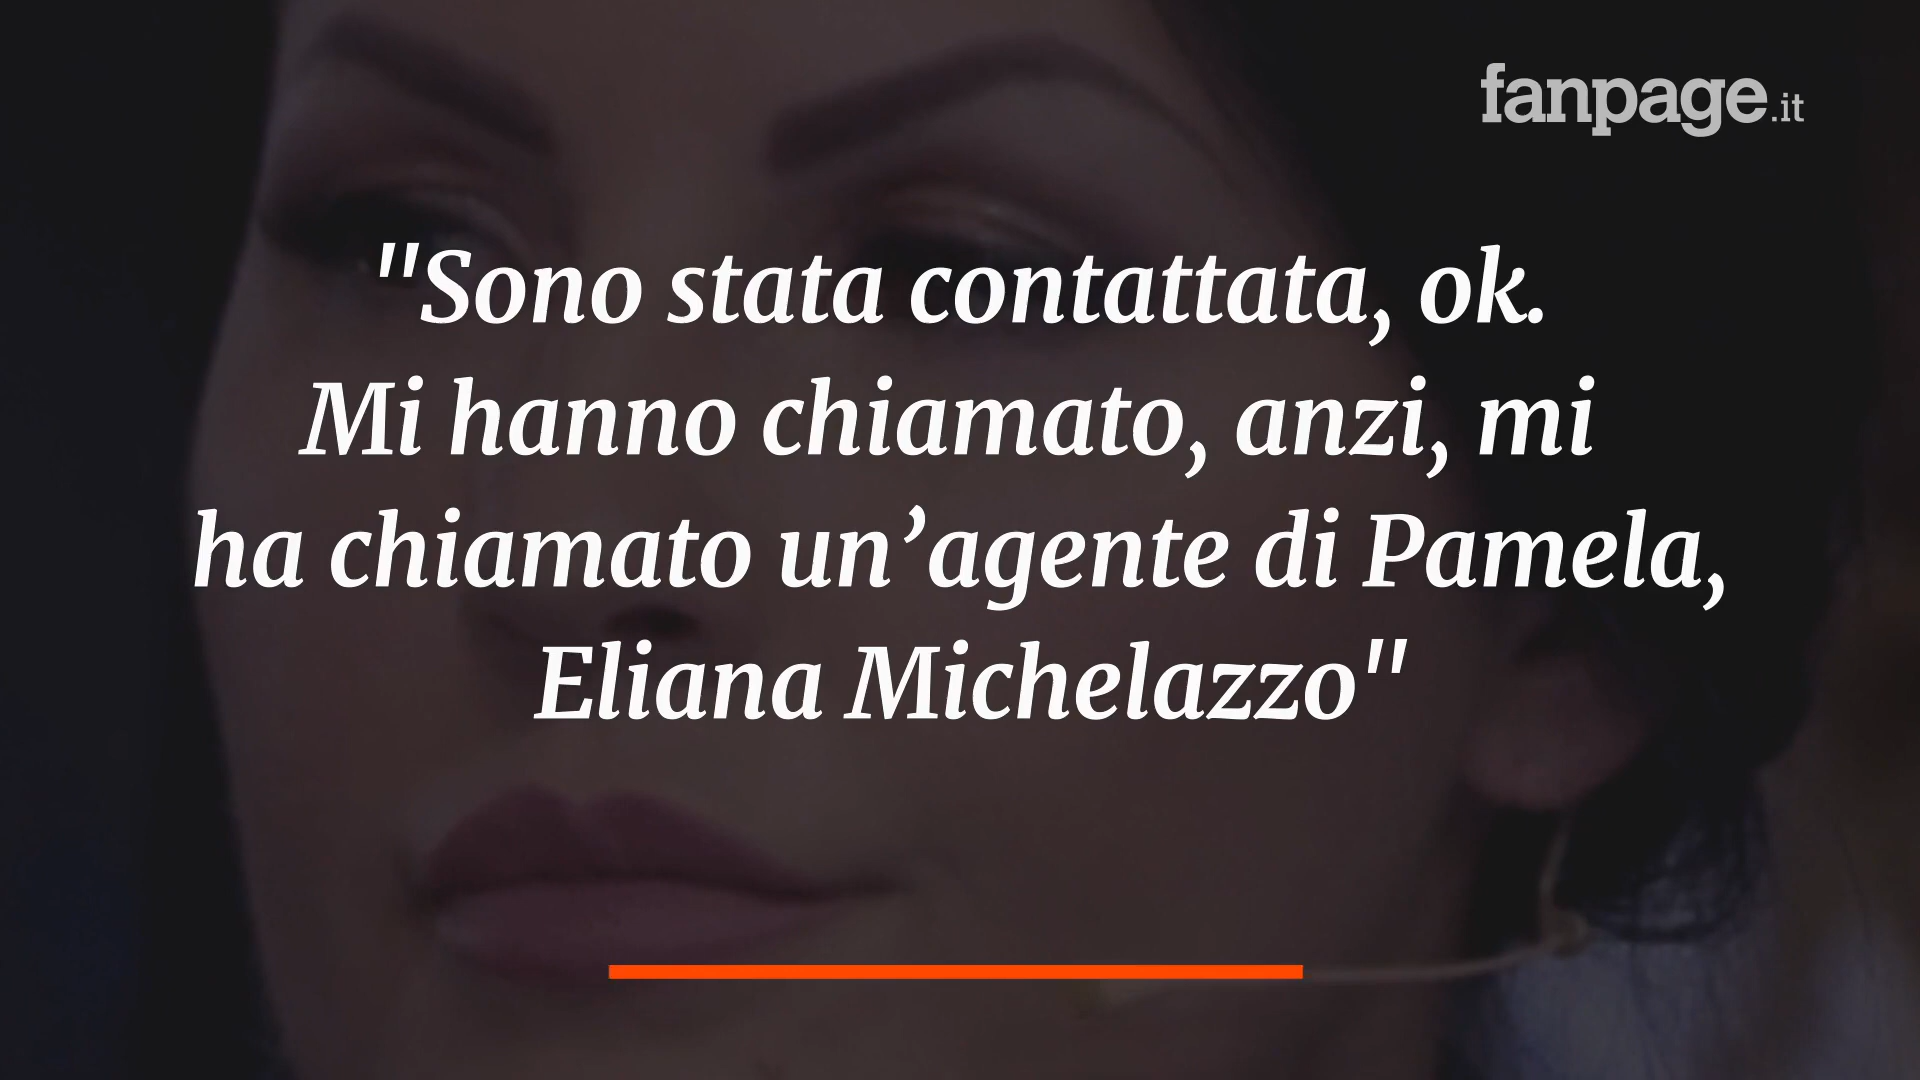 fanpage.it
"Sono stata contattata, ok.
Mi hanno chiamato, anzi, mi
ha chiamato un’agente di Pamela,
Eliana Michelazzo"